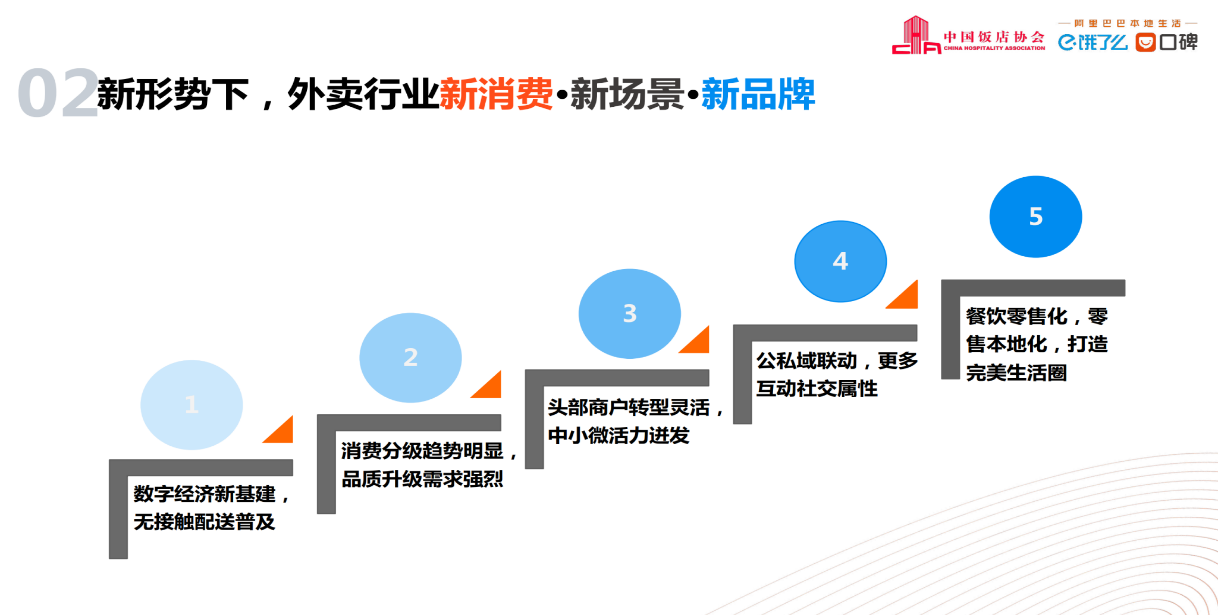 中国饭店协会
CHINA HOSPITALITY ASSOCIATION
CHA
阿里巴巴本地生活
饿了么 口碑
02新形势下，外卖行业新消费·新场景·新品牌
1
数字经济新基建，
无接触配送普及
2
消费分级趋势明显，
品质升级需求强烈
3
头部商户转型灵活，
中小微活力迸发
4
公私域联动，更多
互动社交属性
5
餐饮零售化，零
售本地化，打造
完美生活圈